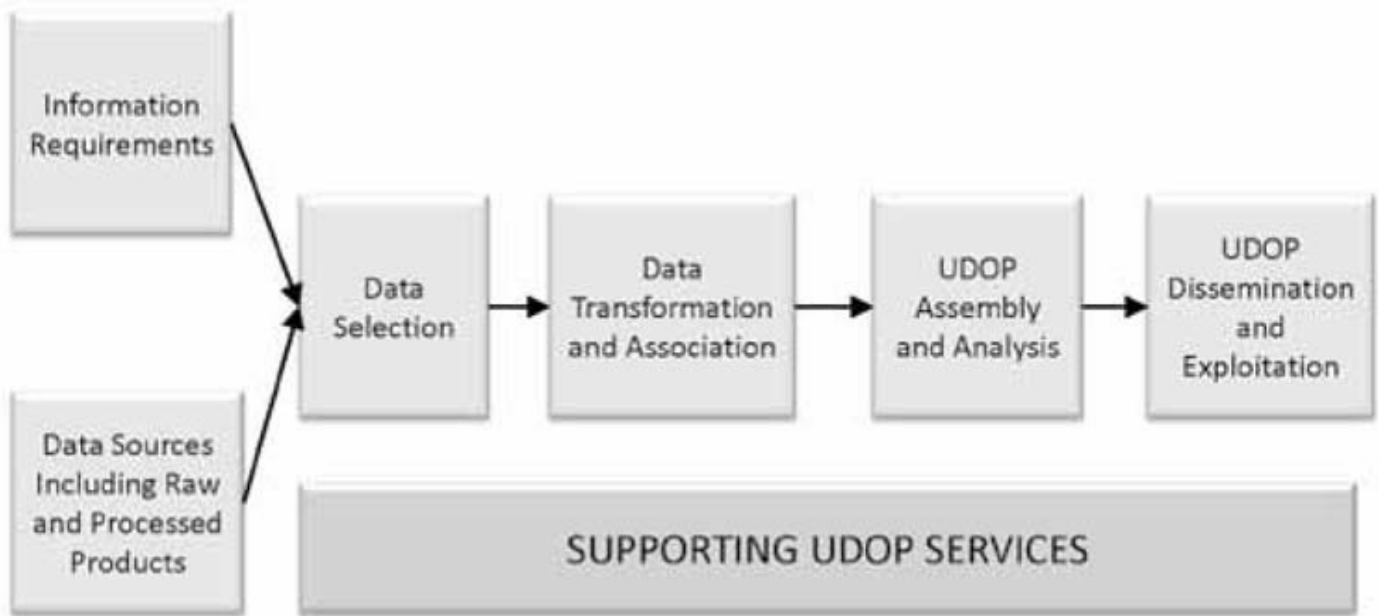 Information
Requirements
Data Sources
Including Raw
and Processed
Products
Data
Selection
Data
Transformation
and Association
UDOP
Assembly
and Analysis
UDOP
Dissemination
and
Exploitation
SUPPORTING UDOP SERVICES